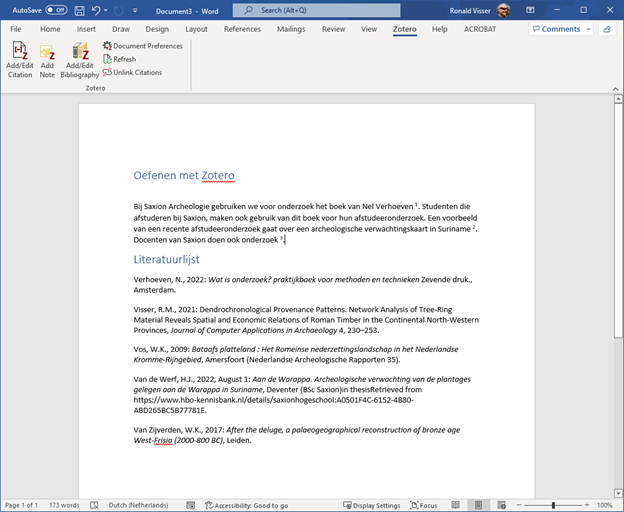 AutoSave Off Document3 - Word Search (Alt+Q) Ronald Visser
File Home Insert Draw Design Layout References Mailings Review View Zotero Help ACROBAT Comments
Add/Edit Citation
Add Note
Add/Edit Bibliography
Document Preferences
Refresh
Unlink Citations
Zotero
Oefenen met Zotero
Bij Saxion Archeologie gebruiken we voor onderzoek het boek van Nel Verhoeven ¹. Studenten die
afstuderen bij Saxion, maken ook gebruik van dit boek voor hun afstudeeronderzoek. Een voorbeeld
van een recente afstudeeronderzoek gaat over een archeologische verwachtingskaart in Suriname ².
Docenten van Saxion doen ook onderzoek ³.
Literatuurlijst
Verhoeven, N., 2022: Wat is onderzoek? praktijkboek voor methoden en technieken Zevende druk.,
Amsterdam.
Visser, R.M., 2021: Dendrochronological Provenance Patterns. Network Analysis of Tree-Ring
Material Reveals Spatial and Economic Relations of Roman Timber in the Continental North-Western
Provinces, Journal of Computer Applications in Archaeology 4, 230–253.
Vos, W.K., 2009: Bataafs platteland : Het Romeinse nederzettingslandschap in het Nederlandse
Kromme-Rijngebied, Amersfoort (Nederlandse Archeologische Rapporten 35).
Van de Werf, H.I., 2022, August 1: Aan de Warappa. Archeologische verwachting van de plantages
gelegen aan de Warappa in Suriname, Deventer (BSc Saxion)in thesisRetrieved from
https://www.hbo-kennisbank.nl/details/saxionhogeschool:A0501F4C-6152-4B80-
ABD265BC5B77781E.
Van Zijverden, W.K., 2017: After the deluge, a palaeogeographical reconstruction of bronze age
West-Frisia (2000-800 BC), Leiden.
Page 1 of 1 173 words Dutch (Netherlands) Accessibility: Good to go Display Settings Focus 100%